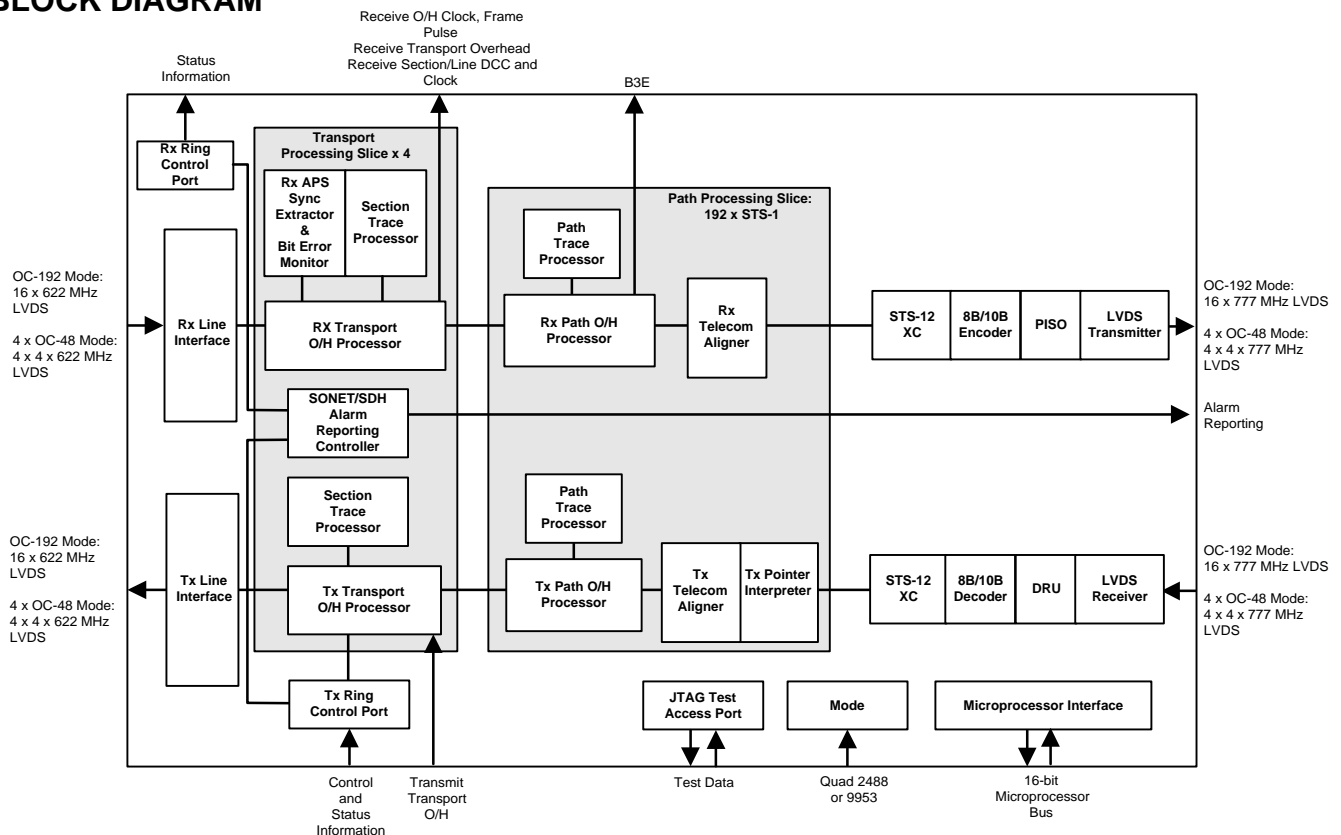 BLOCK DIAGRAM
Receive O/H Clock, Frame
Pulse
Receive Transport Overhead
Receive Section/Line DCC and
Clock
Status
Information
B3E
Rx Ring
Control
Port
Transport
Processing Slice x 4
Rx APS
Sync
Extractor
&
Bit Error
Monitor
Section
Trace
Processor
Path Processing Slice:
192 x STS-1
Path
Trace
Processor
OC-192 Mode:
16 x 622 MHz
LVDS
4 x OC-48 Mode:
4 x 4 x 622 MHz
LVDS
Rx Line
Interface
RX Transport
O/H Processor
Rx Path O/H
Processor
Rx
Telecom
Aligner
STS-12
XC
8B/10B
Encoder
PISO
LVDS
Transmitter
OC-192 Mode:
16 x 777 MHz LVDS
4 x OC-48 Mode:
4 x 4 x 777 MHz
LVDS
SONET/SDH
Alarm
Reporting
Controller
Alarm
Reporting
Section
Trace
Processor
Path
Trace
Processor
OC-192 Mode:
16 x 622 MHz
LVDS
4 x OC-48 Mode:
4 x 4 x 622 MHz
LVDS
Tx Line
Interface
Tx Transport
O/H Processor
Tx Path O/H
Processor
Tx
Telecom
Aligner
Tx Pointer
Interpreter
STS-12
XC
8B/10B
Decoder
DRU
LVDS
Receiver
OC-192 Mode:
16 x 777 MHz LVDS
4 x OC-48 Mode:
4 x 4 x 777 MHz
LVDS
Tx Ring
Control Port
JTAG Test
Access Port
Mode
Microprocessor Interface
Control
and
Status
Information
Transmit
Transport
O/H
Test Data
Quad 2488
or 9953
16-bit
Microprocessor
Bus